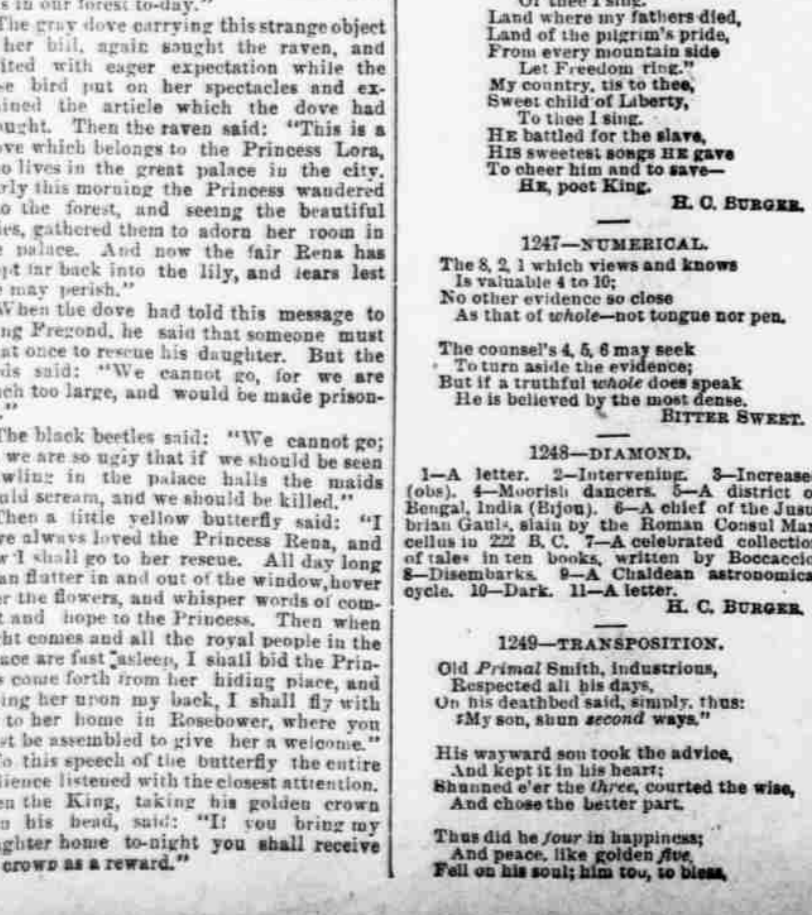 s in our forest to-day."
The gray dove carrying this strange object
her bill, again sought the raven, and
ited with eager expectation while the
e bird put on her spectacles and ex-
ined the article which the dove had
ught. Then the raven said: "This is a
ve which belongs to the Princess Lora,
o lives in the great palace in the city.
rly this morning the Princess wandered
o the forest, and seeing the beautiful
ies, gathered them to adorn her room in
e palace. And now the fair Rena has
pt far back into the lily, and fears lest
e may perish."
When the dove had told this message to
ng Fregond, he said that someone must
at once to rescue his daughter. But the
ds said: "We cannot go, for we are
ch too large, and would be made prison-
."
The black beetles said: "We cannot go;
we are so ugly that if we should be seen
wling in the palace halls the maids
uld scream, and we should be killed."
Then a little yellow butterfly said: "I
ve always loved the Princess Rena, and
w I shall go to her rescue. All day long
an flutter in and out of the window, hover
er the flowers, and whisper words of com-
t and hope to the Princess. Then when
ht comes and all the royal people in the
ace are fast asleep, I shall bid the Prin-
s come forth from her hiding place, and
ing her upon my back, I shall fly with
to her home in Rosebower, where you
st be assembled to give her a welcome."
To this speech of the butterfly the entire
dience listened with the closest attention.
en the King, taking his golden crown
m his head, said: "If you bring my
ghter home to-night you shall receive
crown as a reward."
Of thee I sing.
Land where my fathers died,
Land of the pilgrim's pride,
From every mountain side
Let Freedom ring."
My country, tis to thee,
Sweet child of Liberty,
To thee I sing.
HE battled for the slave,
HIS sweetest songs HE gave
To cheer him and to save—
HE, poet King.
H. C. BURGER.
1247—NUMERICAL.
The 8, 2, 1 which views and knows
Is valuable 4 to 10;
No other evidence so close
As that of whole—not tongue nor pen.
The counsel's 4, 5, 6 may seek
To turn aside the evidence;
But if a truthful whole does speak
He is believed by the most dense.
BITTER SWEET.
1248—DIAMOND.
1—A letter. 2—Intervening. 3—Increase
(obs). 4—Moorish dancers. 5—A district o
Bengal, India (Bijou). 6—A chief of the Insu
brian Gauls, slain by the Roman Consul Mar
cellus in 222 B. C. 7—A celebrated collection
of tales in ten books, written by Boccaccio
8—Disembarks. 9—A Chaldean astronomica
cycle. 10—Dark. 11—A letter.
H. C. BURGER.
1249—TRANSPOSITION.
Old Primal Smith, industrious,
Respected all his days,
On his deathbed said, simply, thus:
"My son, shun second ways."
His wayward son took the advice,
And kept it in his heart;
Shunned e'er the three, courted the wise,
And chose the better part.
Thus did he four in happiness;
And peace, like golden five,
Fell on his soul; him too, to bless,